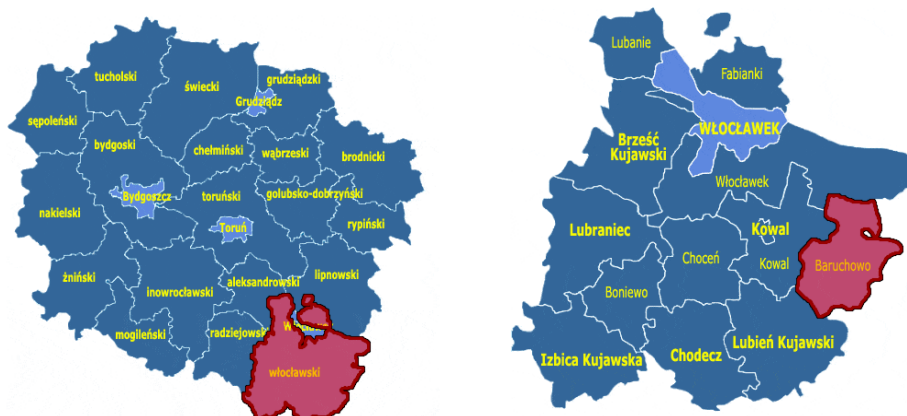 tucholski
świecki
grudziądzki
Grudziądz
sępoleński
bydgoski
chełmiński
wąbrzeski
brodnicki
Bydgoszcz
toruński
golubsko-dobrzyński
nakielski
Toruń
rypiński
żniński
inowrocławski
aleksandrowski
lipnowski
mogileński
radziejowski
włocławski
Lubanie
Fabianki
WŁOCŁAWEK
Brześć
Kujawski
Włocławek
Lubraniec
Kowal
Choceń
Kowal
Baruchowo
Boniewo
Izbica Kujawska
Chodecz
Lubień Kujawski